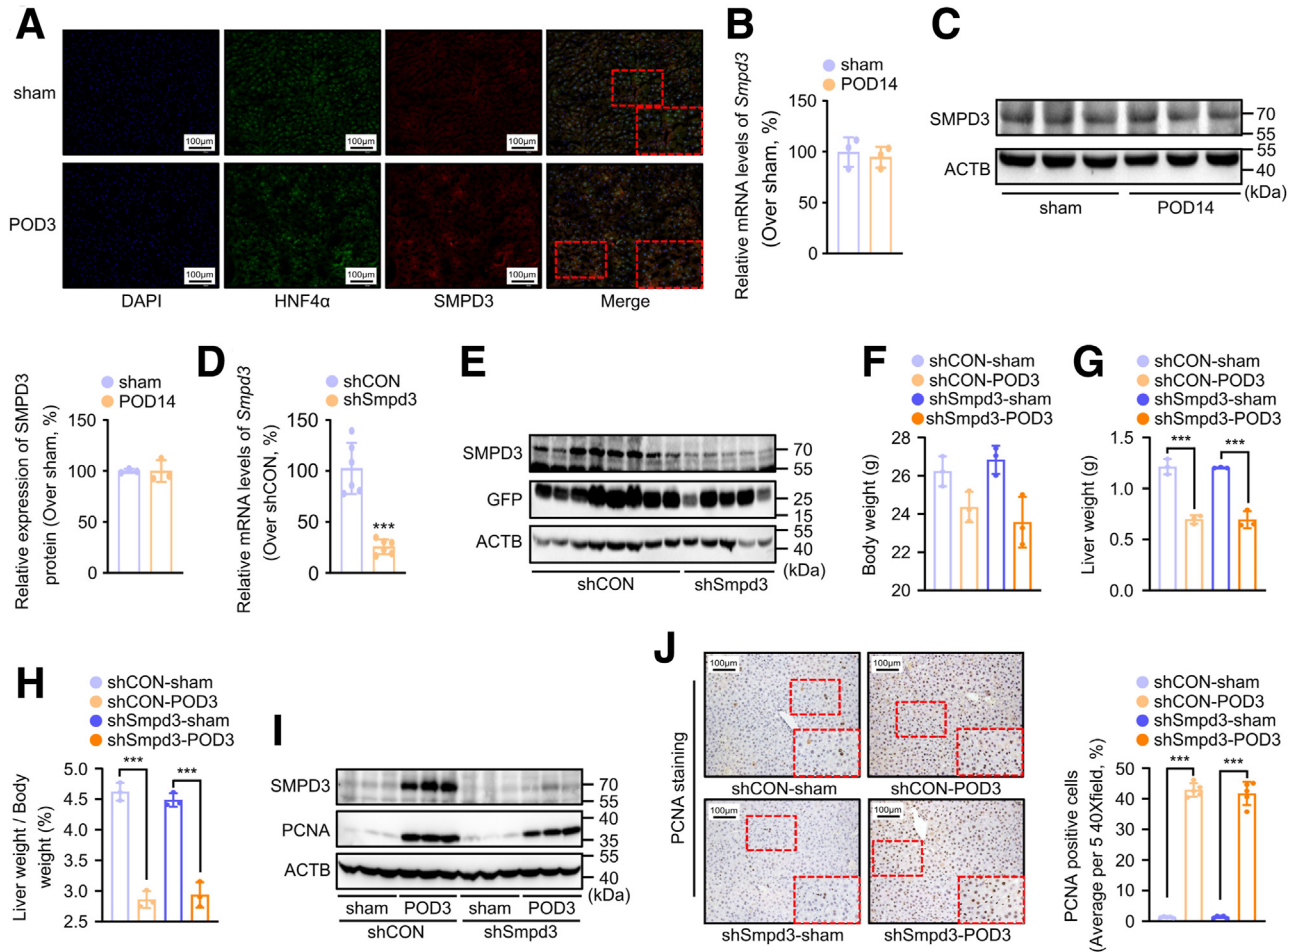 A
sham
100μm
100μm
100μm
100μm
POD3
100μm
100μm
100μm
100μm
DAPI
HNF4α
SMPD3
Merge
B
sham
POD14
Relative mRNA levels of Smpd3
(Over sham, %)
150
100
50
0
C
SMPD3
70
55
ACTB
55
40
(kDa)
sham
POD14
Relative expression of SMPD3
protein (Over sham, %)
sham
POD14
150
100
50
0
D
Relative mRNA levels of Smpd3
(Over shCON, %)
shCON
shSmpd3
150
100
50
0
***
E
SMPD3
70
55
GFP
25
15
ACTB
55
40
(kDa)
shCON
shSmpd3
F
shCON-sham
shCON-POD3
shSmpd3-sham
shSmpd3-POD3
Body weight (g)
28
26
24
22
20
G
shCON-sham
shCON-POD3
shSmpd3-sham
shSmpd3-POD3
Liver weight (g)
1.5
1.0
0.5
0.0
***
***
H
shCON-sham
shCON-POD3
shSmpd3-sham
shSmpd3-POD3
Liver weight / Body
weight (%)
5.0
4.5
4.0
3.5
3.0
2.5
***
***
I
SMPD3
70
55
PCNA
40
35
ACTB
55
40
(kDa)
sham
POD3
sham
POD3
shCON
shSmpd3
J
PCNA staining
100μm
100μm
shCON-sham
shCON-POD3
100μm
100μm
shSmpd3-sham
shSmpd3-POD3
shCON-sham
shCON-POD3
shSmpd3-sham
shSmpd3-POD3
PCNA positive cells
(Average per 5 40Xfield, %)
50
40
30
20
10
0
***
***